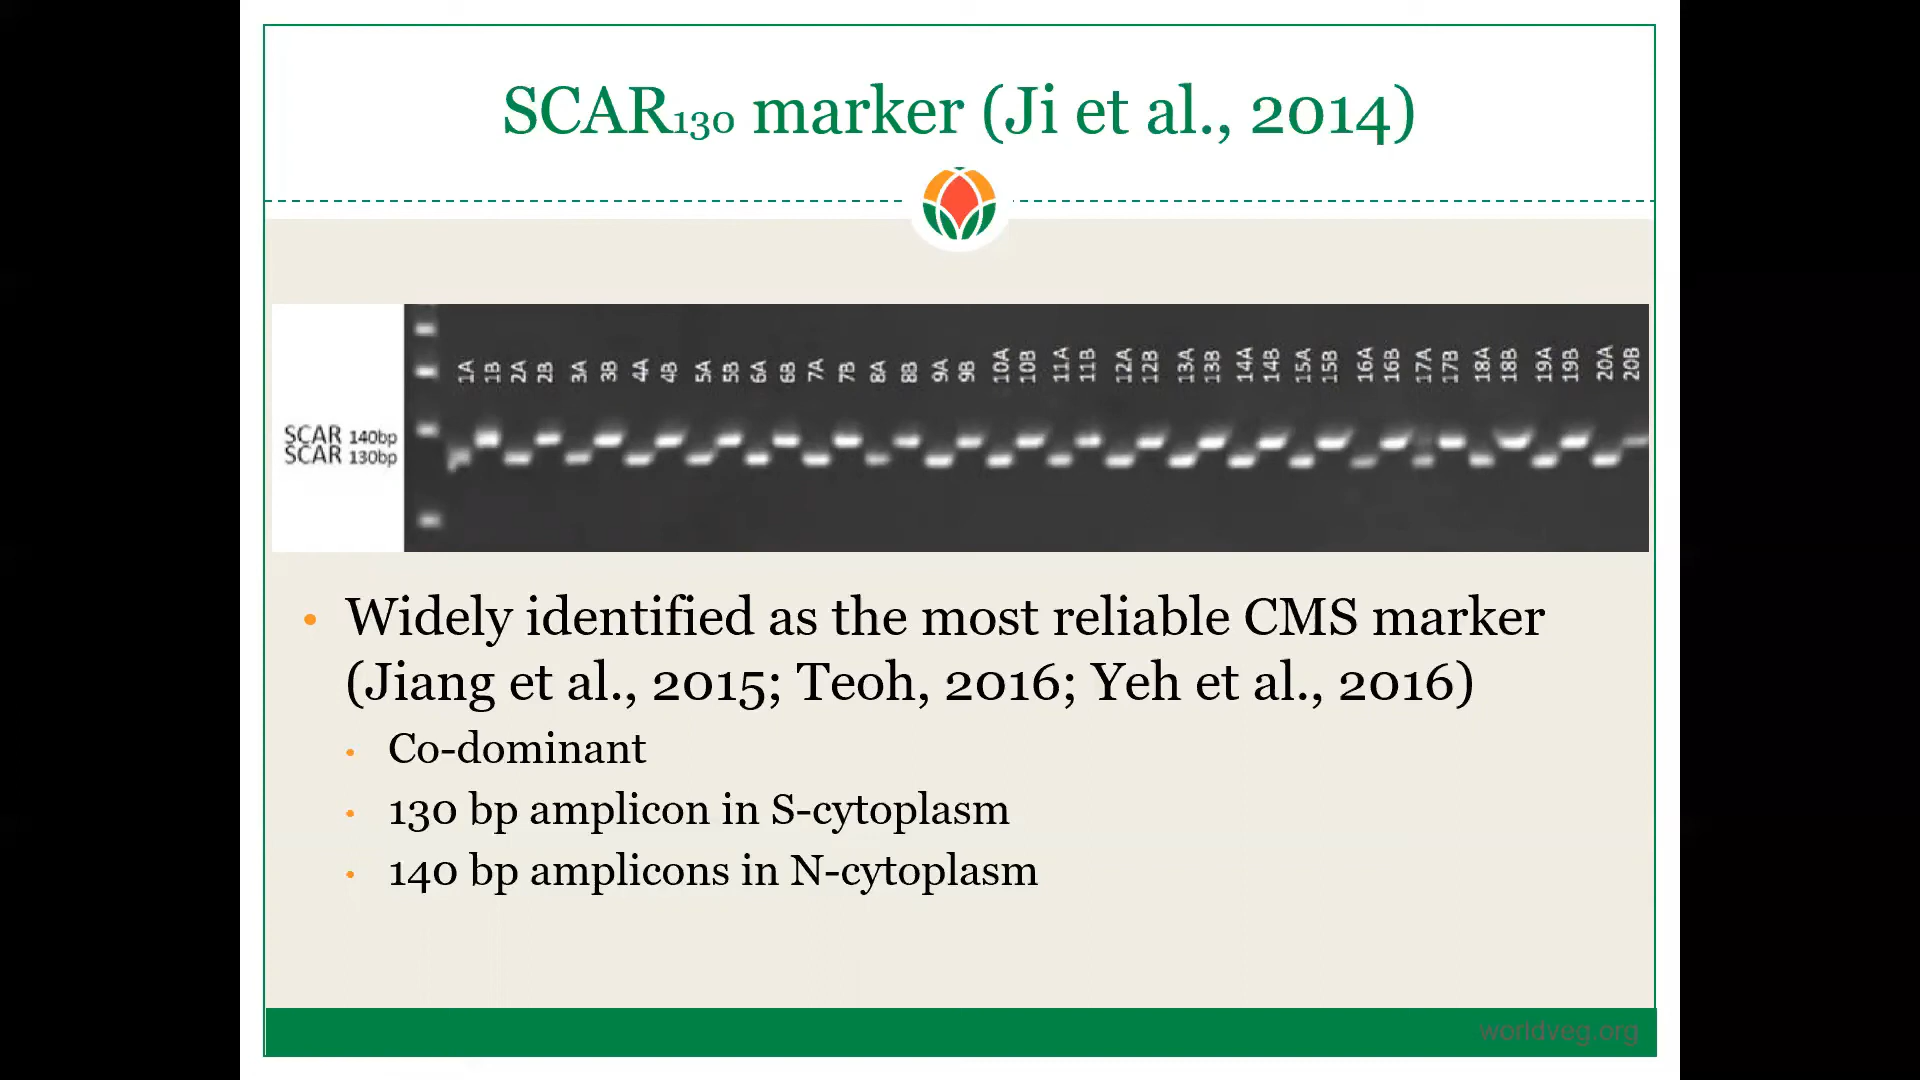 SCAR130 marker (Ji et al., 2014)
1A 1B 2A 2B 3A 3B 4A 4B 5A 5B 6A 6B 7A 7B 8A 8B 9A 9B 10A 10B 11A 11B 12A 12B 13A 13B 14A 14B 15A 15B 16A 16B 17A 17B 18A 18B 19A 19B 20A 20B
SCAR 140bp
SCAR 130bp
• Widely identified as the most reliable CMS marker
(Jiang et al., 2015; Teoh, 2016; Yeh et al., 2016)
• Co-dominant
• 130 bp amplicon in S-cytoplasm
• 140 bp amplicons in N-cytoplasm
worldveg.org